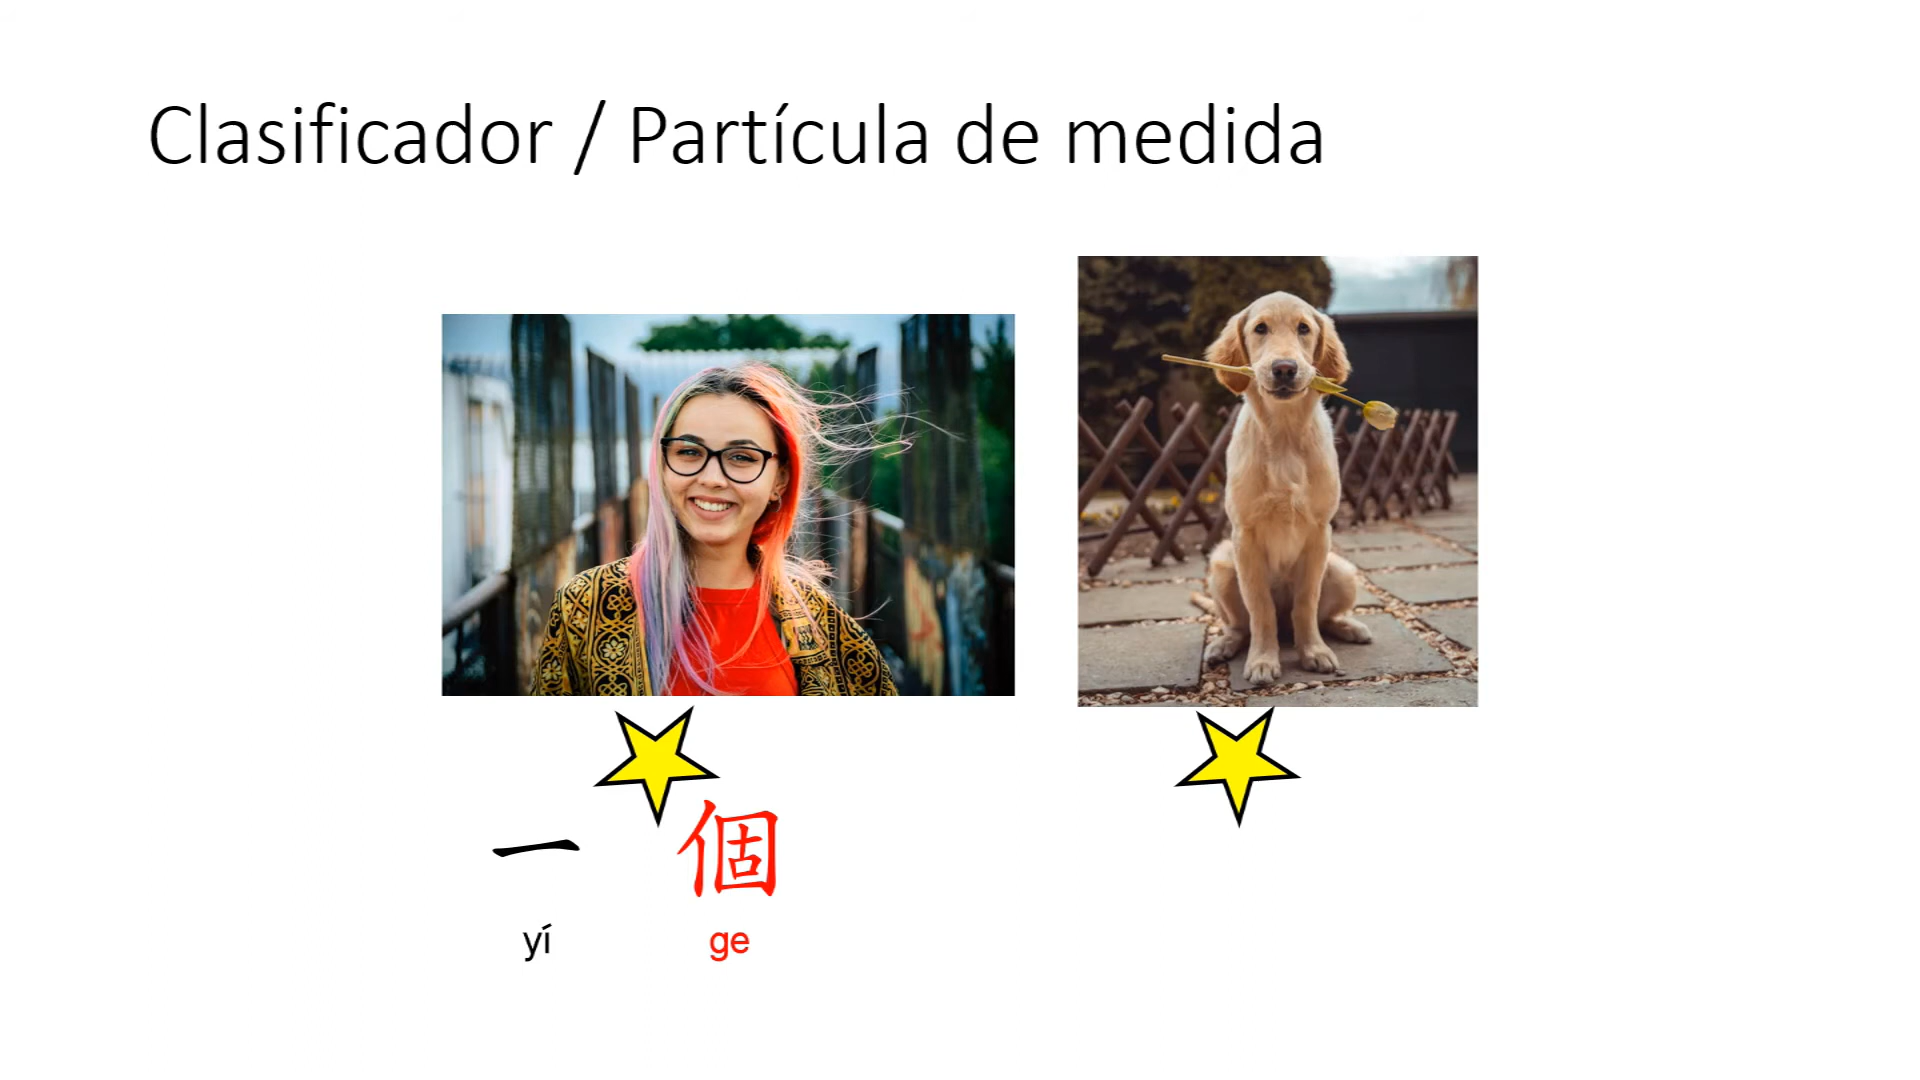 Clasificador / Partícula de medida
一 個
yí ge